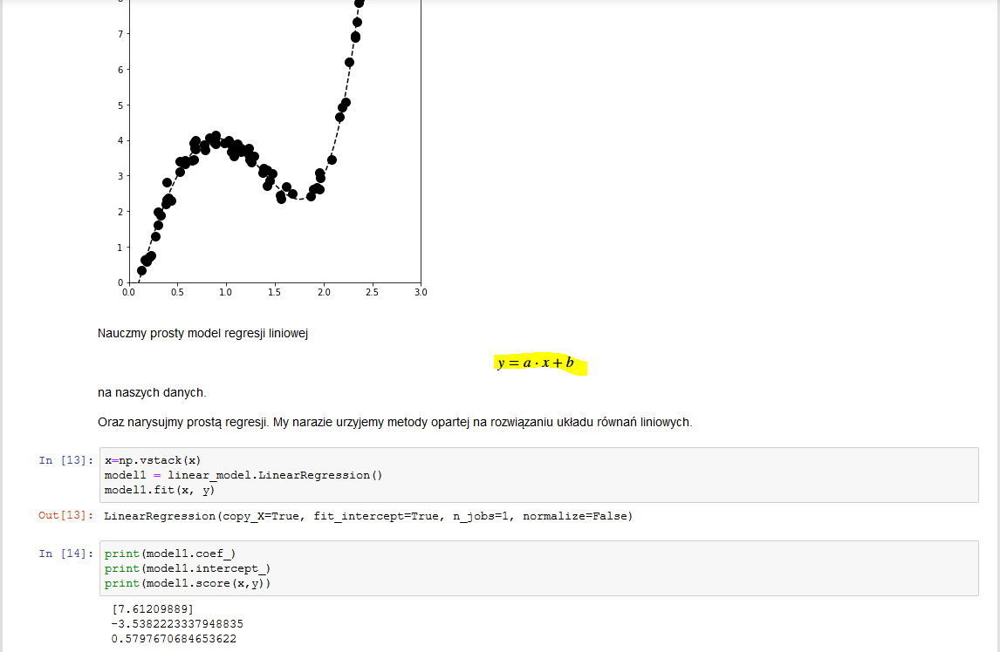 7
6
5
4
3
2
1
0
0.0 0.5 1.0 1.5 2.0 2.5 3.0
Nauczmy prosty model regresji liniowej
y = a · x + b
na naszych danych.
Oraz narysujmy prostą regresji. My narazie urzyjemy metody opartej na rozwiązaniu układu równań liniowych.
In [13]: x=np.vstack(x)
model1 = linear_model.LinearRegression()
model1.fit(x, y)
Out[13]: LinearRegression(copy_X=True, fit_intercept=True, n_jobs=1, normalize=False)
In [14]: print(model1.coef_)
print(model1.intercept_)
print(model1.score(x,y))
[7.61209889]
-3.5382223337948835
0.5797670684653622